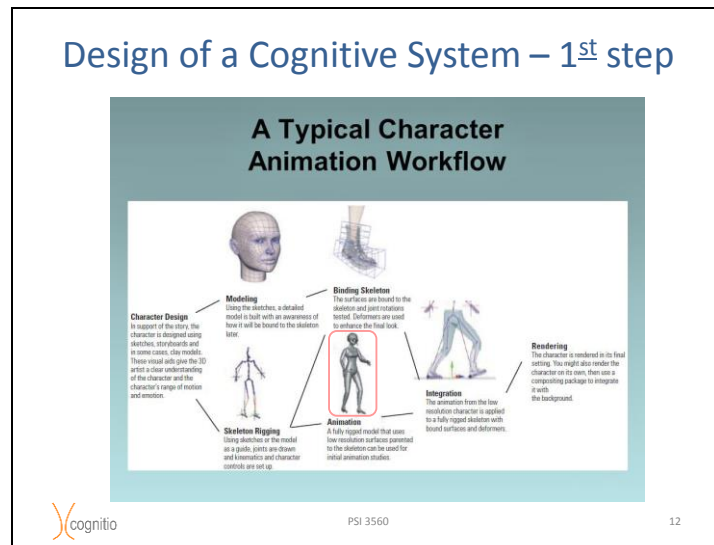 Design of a Cognitive System – 1st step
A Typical Character
Animation Workflow
Character Design
In support of the story, the
character is designed using
sketches, storyboards and
in some cases, clay models.
These visual aids give the 3D
artist a clear understanding
of the character and the
character's range of motion
and emotion.
Modeling
Using the sketches, a detailed
model is built with an awareness of
how it will be bound to the skeleton
later.
Skeleton Rigging
Using sketches or the model
as a guide, joints are drawn
and kinematics and character
controls are set up.
Binding Skeleton
The surfaces are bound to the
skeleton and joint rotations
tested. Deformers are used
to enhance the final look.
Animation
A fully rigged model that uses
low resolution surfaces parented
to the skeleton can be used for
initial animation studies.
Integration
The animation from the low
resolution character is applied
to a fully rigged skeleton with
bound surfaces and deformers.
Rendering
The character is rendered in its final
setting. You might also render the
character on its own, then use a
compositing package to integrate
it with
the background.
cognitio
PSI 3560
12